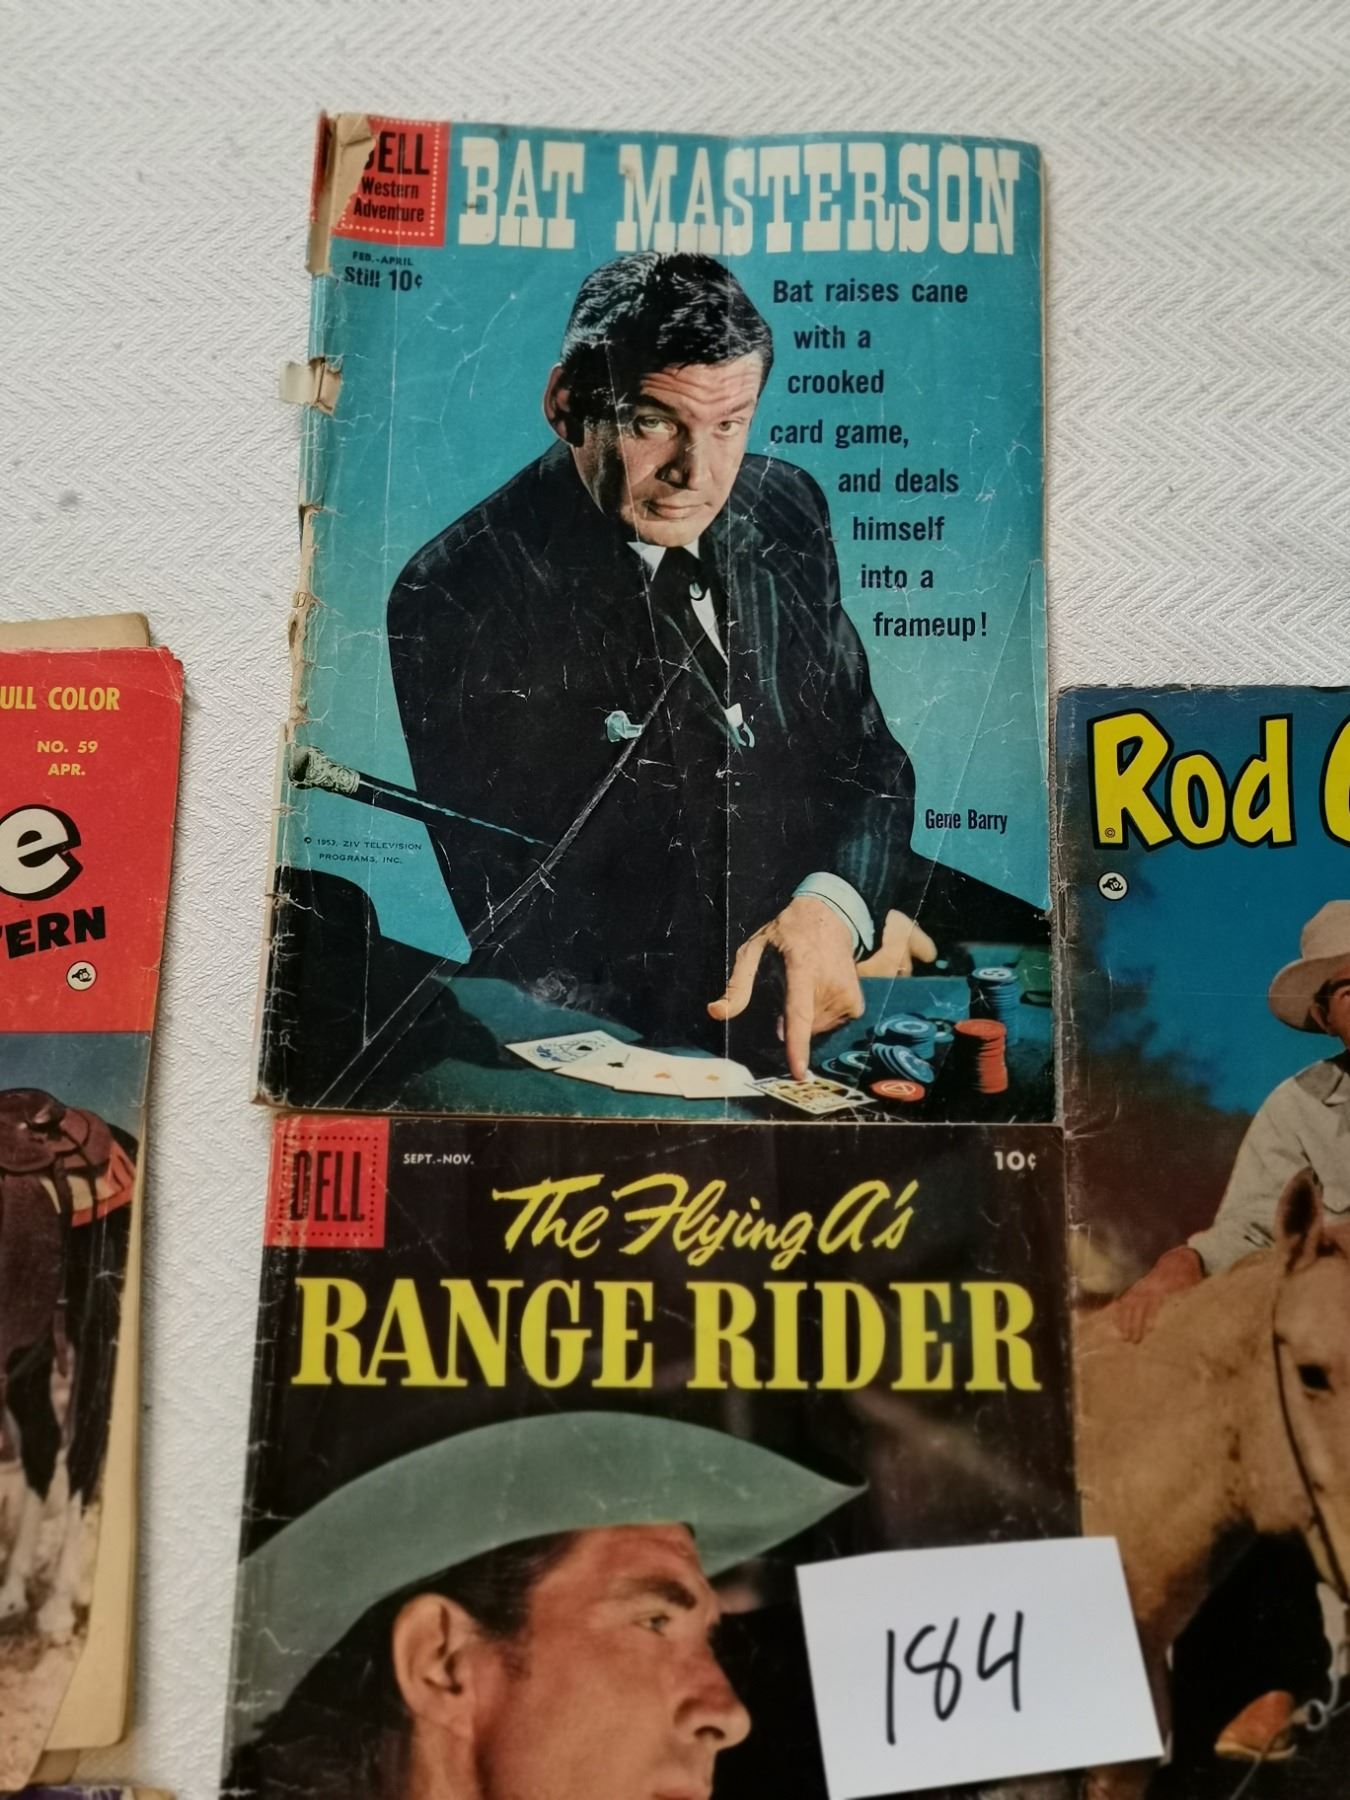 DELL
Western
Adventure
BAT MASTERSON
FEB.-APRIL
Still 10¢
Bat raises cane
with a
crooked
card game,
and deals
himself
into a
frameup!
Gene Barry
© 1953, ZIV TELEVISION
PROGRAMS, INC.
ULL COLOR
NO. 59
APR.
e
ERN
Rod
©
DELL
SEPT.-NOV.
10¢
The Flying A's
RANGE RIDER
184